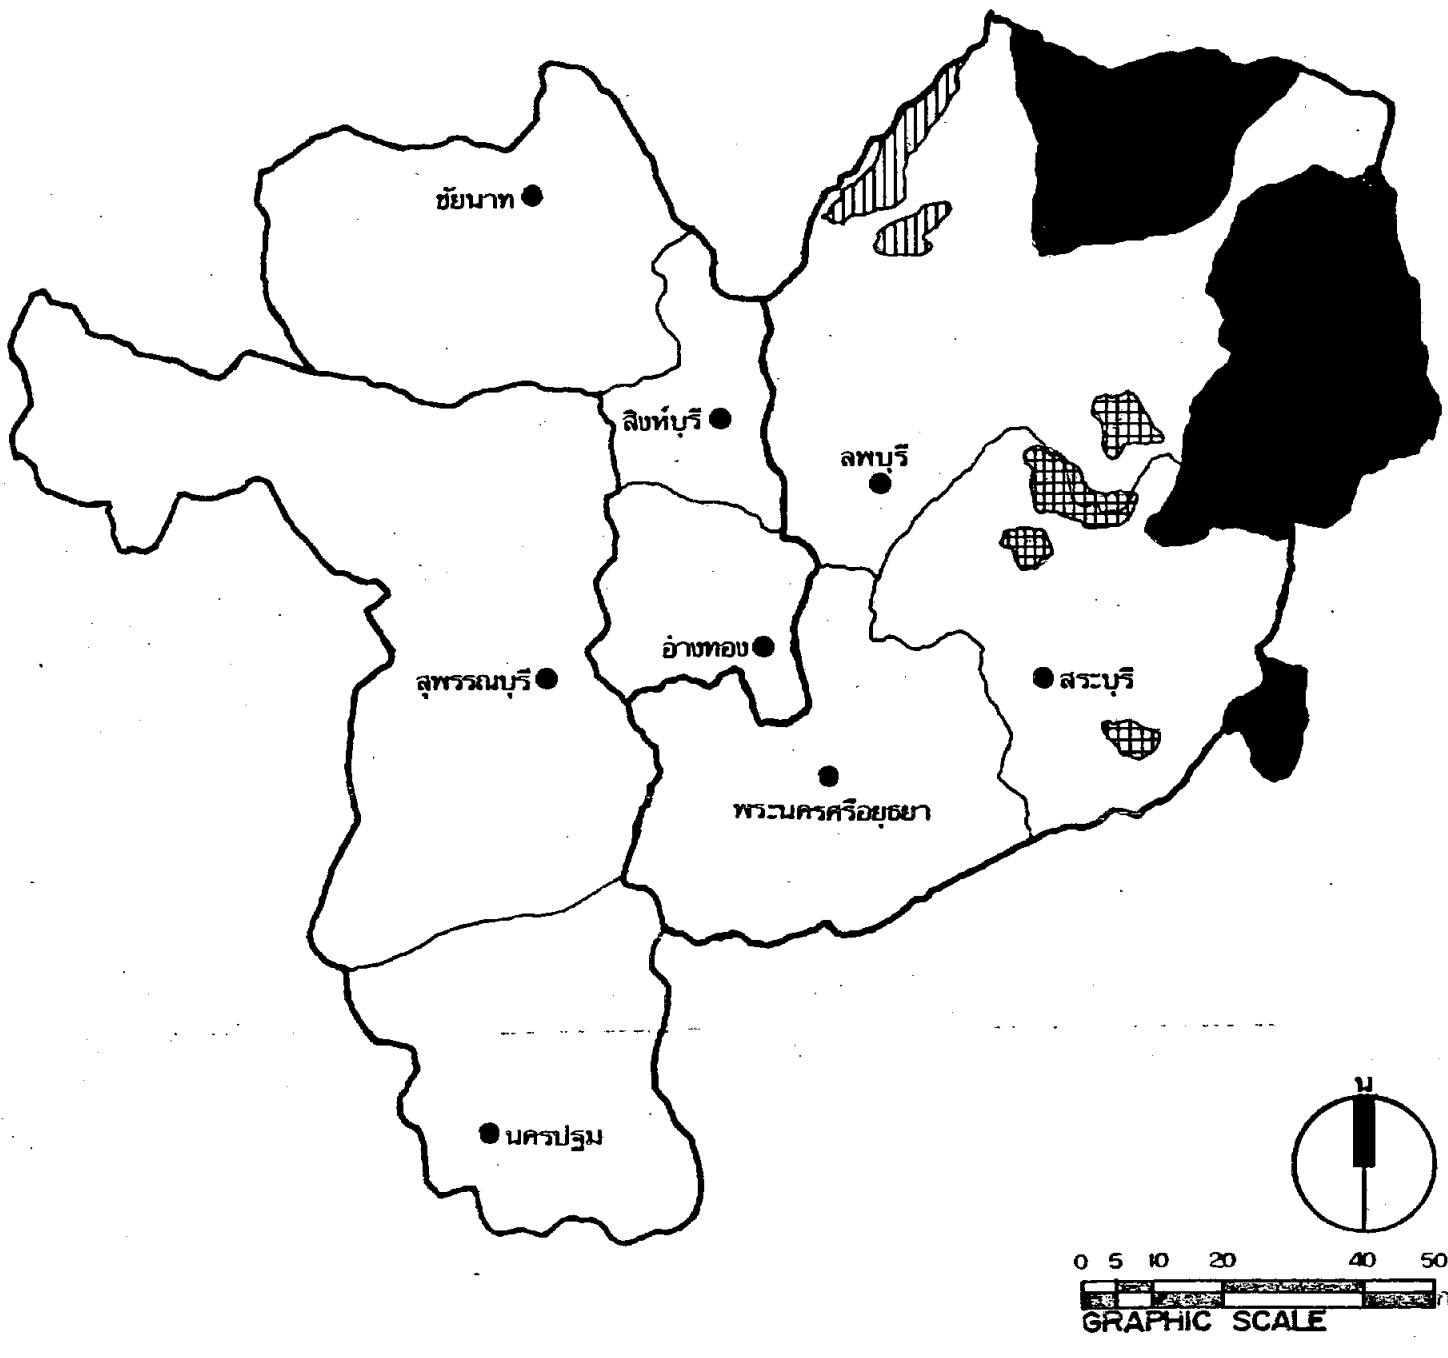 ชัยนาท
สิงห์บุรี
ลพบุรี
อ่างทอง
สุพรรณบุรี
สระบุรี
พระนครศรีอยุธยา
นครปฐม
น
0 5 10 20 40 50
GRAPHIC SCALE